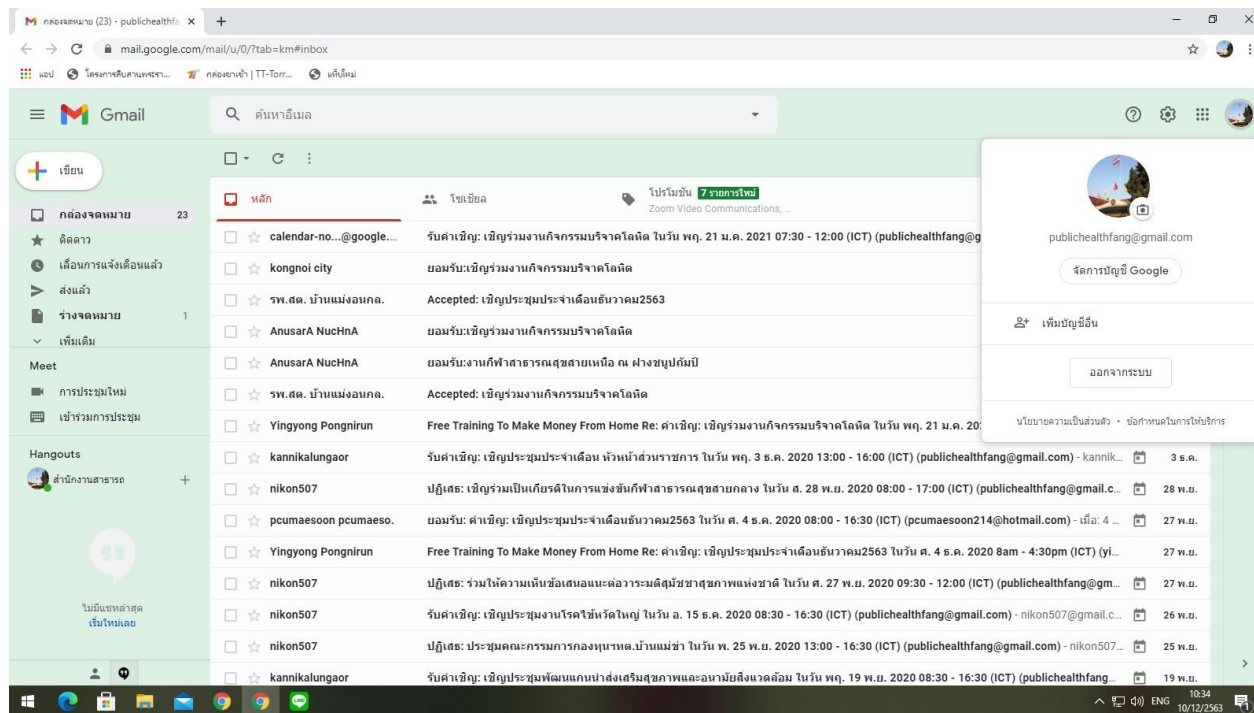 กล่องจดหมาย (23) - publichealthfa
mail.google.com/mail/u/0/?tab=km#inbox
แอป โครงการสืบสานพระรา... กล่องขาเข้า | TT-Torr... แท็บใหม่
Gmail
ค้นหาอีเมล
เขียน
กล่องจดหมาย 23
ติดดาว
เลื่อนการแจ้งเตือนแล้ว
ส่งแล้ว
ร่างจดหมาย 1
เพิ่มเติม
Meet
การประชุมใหม่
เข้าร่วมการประชุม
Hangouts
สำนักงานสาธารถ
ไม่มีแชทล่าสุด
เริ่มใหม่เลย
หลัก
โซเชียล
โปรโมชัน 7 รายการใหม่
Zoom Video Communications, ..
calendar-no...@google.... รับคำเชิญ: เชิญร่วมงานกิจกรรมบริจาคโลหิต ในวัน พฤ. 21 ม.ค. 2021 07:30 - 12:00 (ICT) (publichealthfang@g
kongnoi city ยอมรับ:เชิญร่วมงานกิจกรรมบริจาคโลหิต
รพ.สต. บ้านแม่งอนกล. Accepted: เชิญประชุมประจำเดือนธันวาคม2563
AnusarA NucHnA ยอมรับ:เชิญร่วมงานกิจกรรมบริจาคโลหิต
AnusarA NucHnA ยอมรับ:งานกีฬาสาธารณสุขสายเหนือ ณ ฝางชนูปถัมป์
รพ.สต. บ้านแม่งอนกล. Accepted: เชิญร่วมงานกิจกรรมบริจาคโลหิต
Yingyong Pongnirun Free Training To Make Money From Home Re: คำเชิญ: เชิญร่วมงานกิจกรรมบริจาคโลหิต ในวัน พฤ. 21 ม.ค. 20
kannikalungaor รับคำเชิญ: เชิญประชุมประจำเดือน หัวหน้าส่วนราชการ ในวัน พฤ. 3 ธ.ค. 2020 13:00 - 16:00 (ICT) (publichealthfang@gmail.com) - kannik... 3 ธ.ค.
nikon507 ปฏิเสธ: เชิญร่วมเป็นเกียรติในการแข่งขันกีฬาสาธารณสุขสายกลาง ในวัน ส. 28 พ.ย. 2020 08:00 - 17:00 (ICT) (publichealthfang@gmail.c... 28 พ.ย.
pcumaesoon pcumaeso. ยอมรับ: คำเชิญ: เชิญประชุมประจำเดือนธันวาคม2563 ในวัน ศ. 4 ธ.ค. 2020 08:00 - 16:30 (ICT) (pcumaesoon214@hotmail.com) - เมื่อ: 4 ... 27 พ.ย.
Yingyong Pongnirun Free Training To Make Money From Home Re: คำเชิญ: เชิญประชุมประจำเดือนธันวาคม2563 ในวัน ศ. 4 ธ.ค. 2020 8am - 4:30pm (ICT) (yi... 27 พ.ย.
nikon507 ปฏิเสธ: ร่วมให้ความเห็นข้อเสนอแนะต่อวาระมติสมัชชาสุขภาพแห่งชาติ ในวัน ศ. 27 พ.ย. 2020 09:30 - 12:00 (ICT) (publichealthfang@gm... 27 พ.ย.
nikon507 รับคำเชิญ: เชิญประชุมงานโรคไข้หวัดใหญ่ ในวัน อ. 15 ธ.ค. 2020 08:30 - 16:30 (ICT) (publichealthfang@gmail.com) - nikon507@gmail.c... 26 พ.ย.
nikon507 ปฏิเสธ: ประชุมคณะกรรมการกองทุนฯทต.บ้านแม่ข่า ในวัน พ. 25 พ.ย. 2020 13:00 - 16:00 (ICT) (publichealthfang@gmail.com) - nikon507... 25 พ.ย.
kannikalungaor รับคำเชิญ: เชิญประชุมพัฒนแกนนำส่งเสริมสุขภาพและอนามัยสิ่งแวดล้อม ในวัน พฤ. 19 พ.ย. 2020 08:30 - 16:30 (ICT) (publichealthfang... 19 พ.ย.
publichealthfang@gmail.com
จัดการบัญชี Google
เพิ่มบัญชีอื่น
ออกจากระบบ
นโยบายความเป็นส่วนตัว • ข้อกำหนดในการให้บริการ
ENG 10:34
10/12/2563